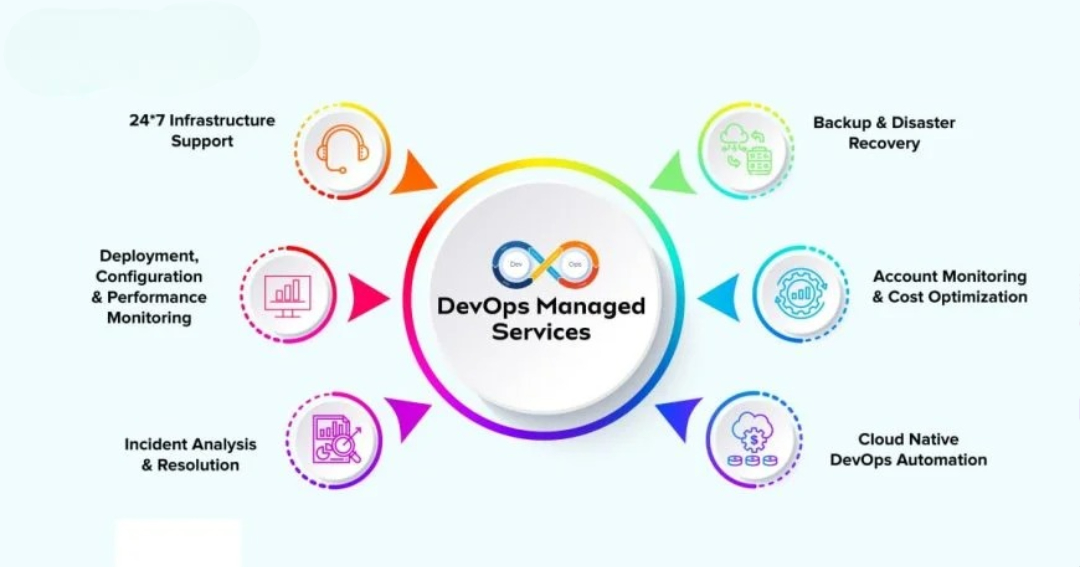 24*7 Infrastructure
Support
Backup & Disaster
Recovery
Deployment,
Configuration
& Performance
Monitoring
Dev
Ops
DevOps Managed
Services
Account Monitoring
& Cost Optimization
Incident Analysis
& Resolution
$
Cloud Native
DevOps Automation